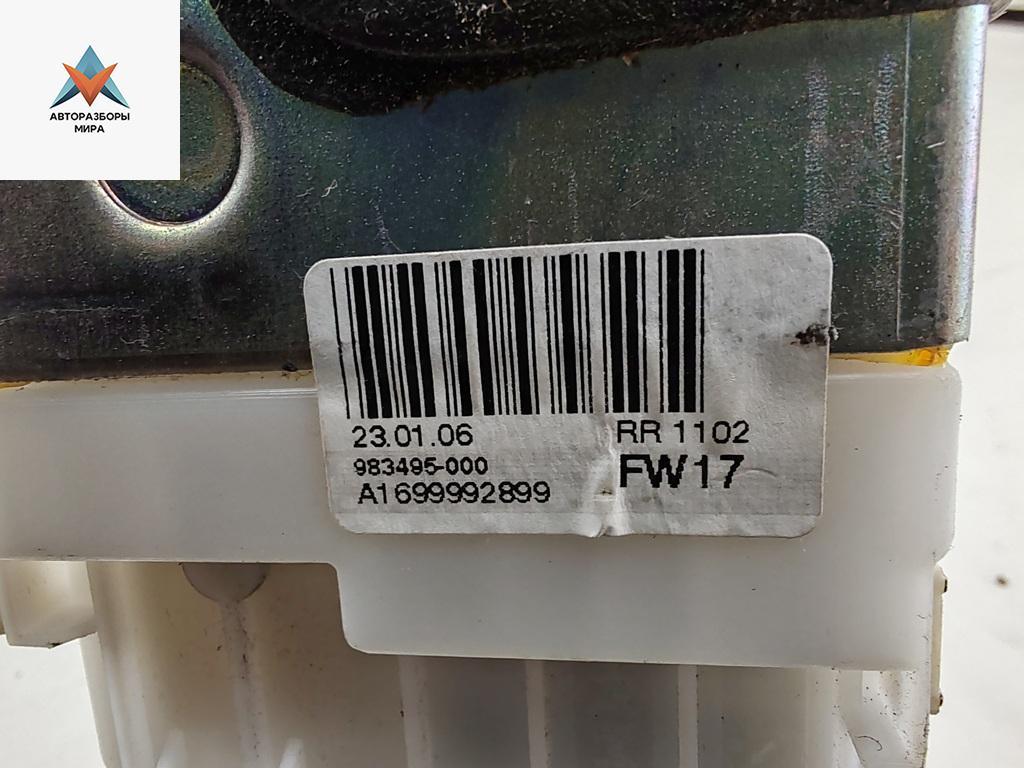 АВТОРАЗБОРЫ
МИРА
23.01.06 RR 1102
983495-000 FW17
A1699992899